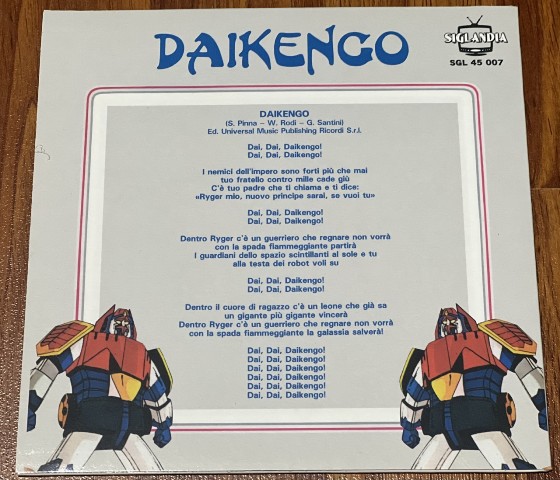 DAIKENGO
SIGLANDIA
SGL 45 007
DAIKENGO
(S. Pinna – W. Rodi – G. Santini)
Ed. Universal Music Publishing Ricordi S.r.l.
Dai, Dai, Daikengo!
Dai, Dai, Daikengo!
I nemici dell'impero sono forti più che mai
tuo fratello contro mille cade giù
C'è tuo padre che ti chiama e ti dice:
«Ryger mio, nuovo principe sarai, se vuoi tu»
Dai, Dai, Daikengo!
Dai, Dai, Daikengo!
Dentro Ryger c'è un guerriero che regnare non vorrà
con la spada fiammeggiante partirà
I guardiani dello spazio scintillanti al sole e tu
alla testa dei robot voli su
Dai, Dai, Daikengo!
Dai, Dai, Daikengo!
Dentro il cuore di ragazzo c'è un leone che già sa
un gigante più gigante vincerà
Dentro Ryger c'è un guerriero che regnare non vorrà
con la spada fiammeggiante la galassia salverà!
Dai, Dai, Daikengo!
Dai, Dai, Daikengo!
Dai, Dai, Daikengo!
Dai, Dai, Daikengo!
Dai, Dai, Daikengo!
Dai, Dai, Daikengo!